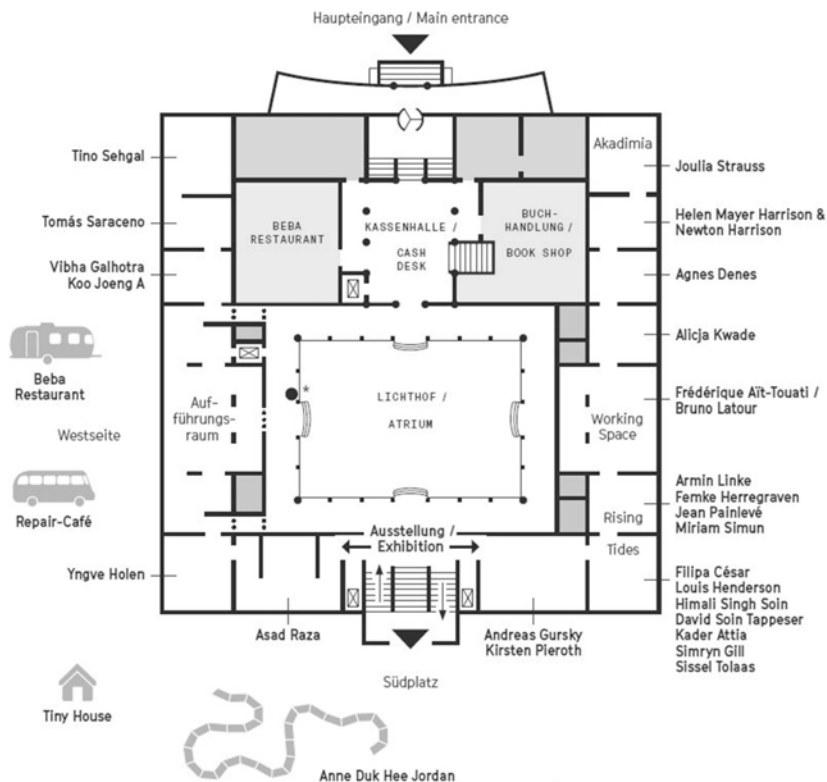 Haupteingang / Main entrance
Tino Sehgal
Tomás Saraceno
Vibha Galhotra
Koo Joeng A
BEBA
RESTAURANT
KASSENHALLE /
CASH
DESK
BUCH-
HANDLUNG /
BOOK SHOP
Akadimia
Joulia Strauss
Helen Mayer Harrison &
Newton Harrison
Agnes Denes
Alicja Kwade
Beba
Restaurant
Westseite
Repair-Café
Auf-
führungs-
raum
*
LICHTHOF /
ATRIUM
Working
Space
Frédérique Aït-Touati /
Bruno Latour
Rising
Tides
Armin Linke
Femke Herregraven
Jean Painlevé
Miriam Simun
Ausstellung /
Exhibition
Yngve Holen
Asad Raza
Andreas Gursky
Kirsten Pieroth
Filipa César
Louis Henderson
Himali Singh Soin
David Soin Tappeser
Kader Attia
Simryn Gill
Sissel Tolaas
Südplatz
Tiny House
Anne Duk Hee Jordan